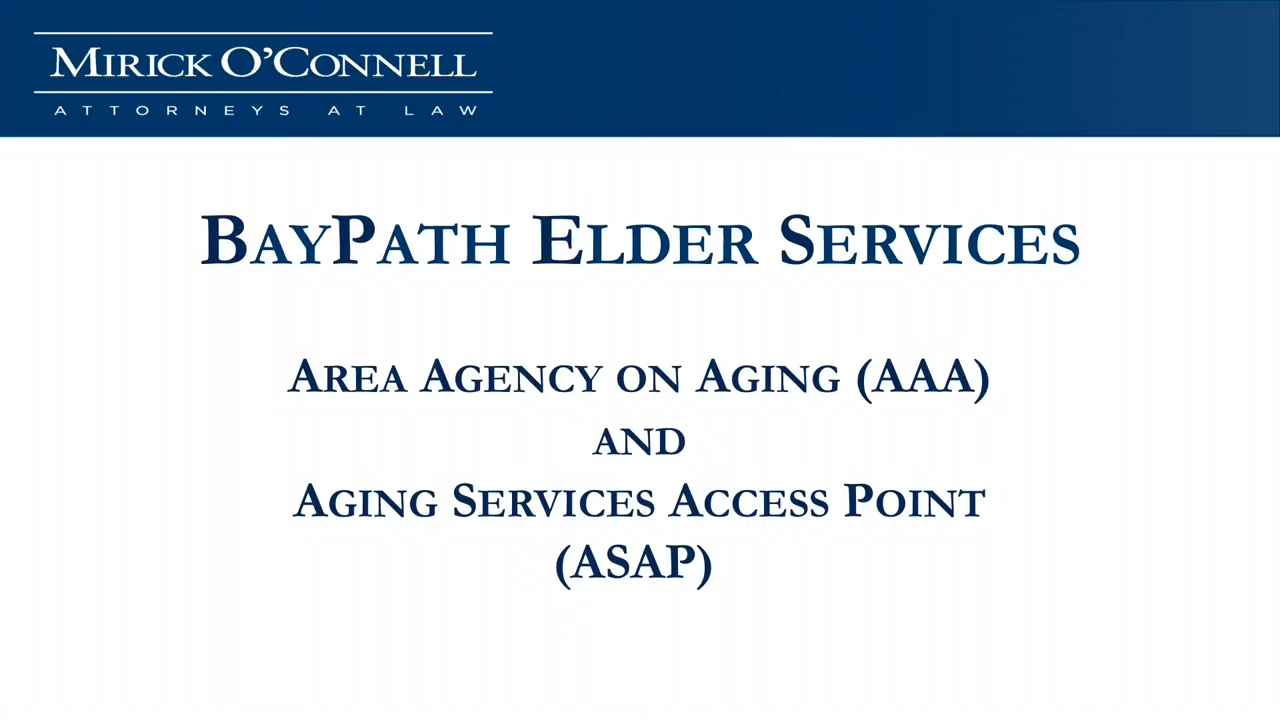 MIRICK O'CONNELL
ATTORNEYS AT LAW
BAYPATH ELDER SERVICES
AREA AGENCY ON AGING (AAA)
AND
AGING SERVICES ACCESS POINT
(ASAP)